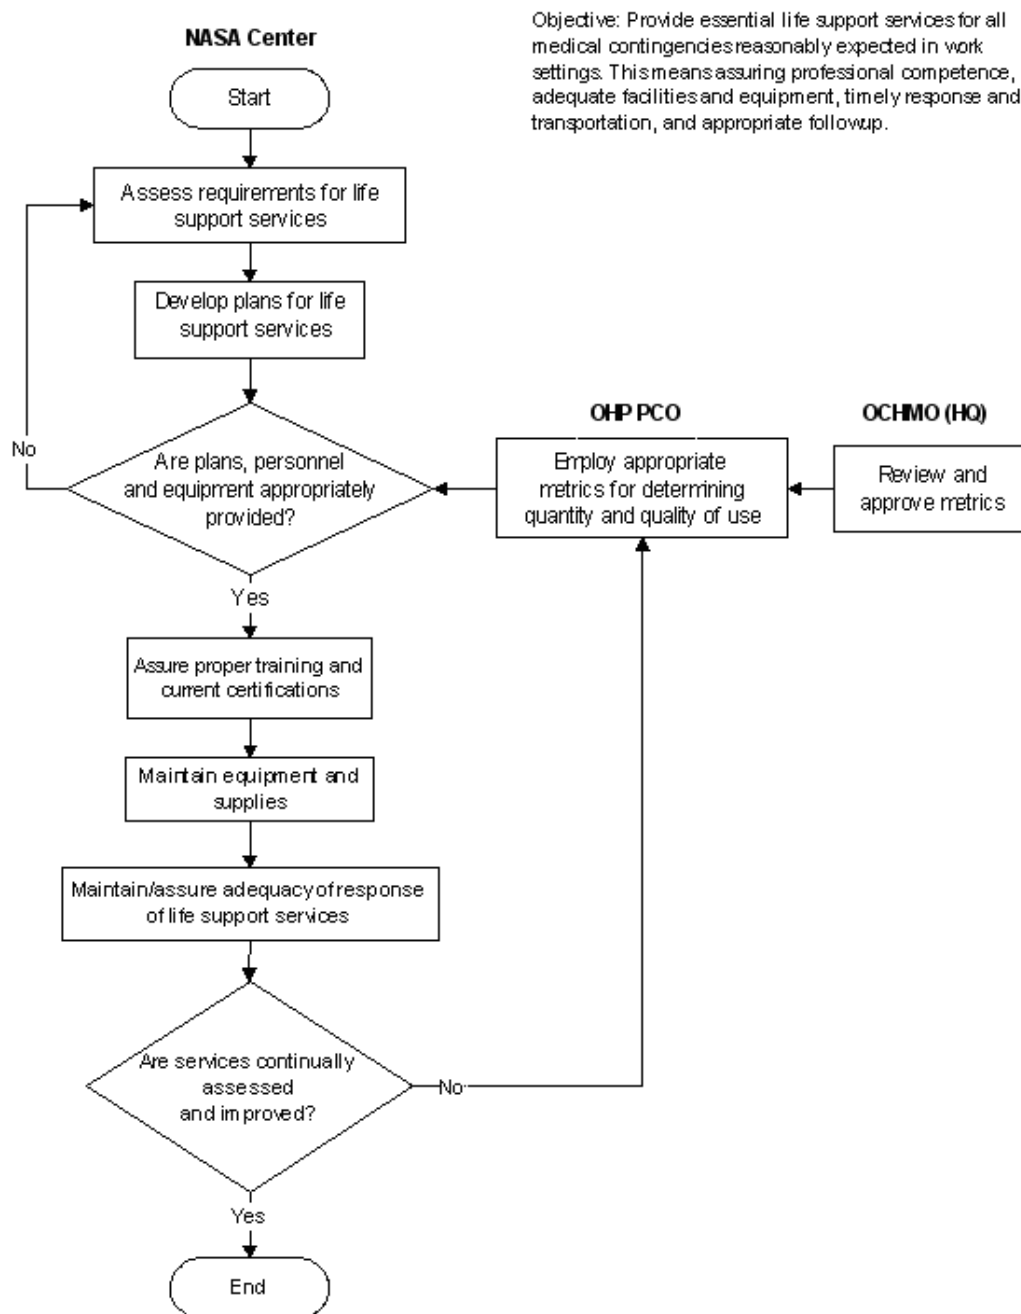 NASA Center
Objective: Provide essential life support services for all
medical contingencies reasonably expected in work
settings. This means assuring professional competence,
adequate facilities and equipment, timely response and
transportation, and appropriate followup.
Start
Assess requirements for life
support services
Develop plans for life
support services
No
Are plans, personnel
and equipment appropriately
provided?
OHP PCO
Employ appropriate
metrics for determining
quantity and quality of use
OCHMO (HQ)
Review and
approve metrics
Yes
Assure proper training and
current certifications
Maintain equipment and
supplies
Maintain/assure adequacy of response
of life support services
Are services continually
assessed
and improved?
No
Yes
End